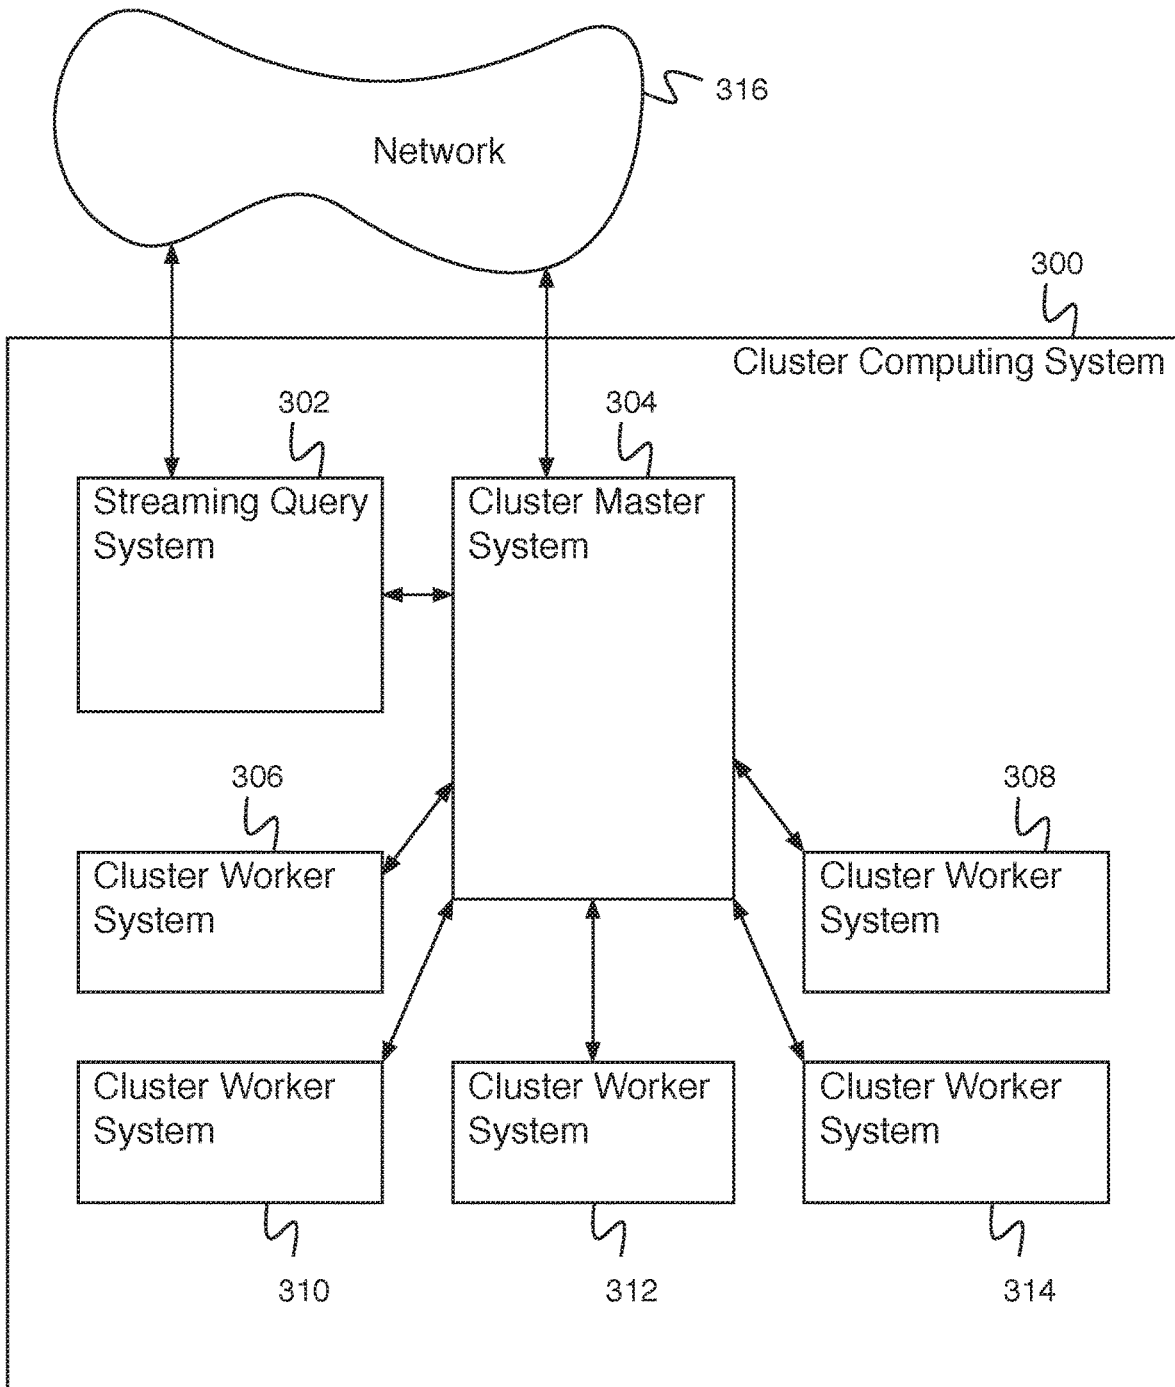 316
Network
300
Cluster Computing System
302
304
Streaming Query
System
Cluster Master
System
306
308
Cluster Worker
System
Cluster Worker
System
Cluster Worker
System
Cluster Worker
System
Cluster Worker
System
310
312
314